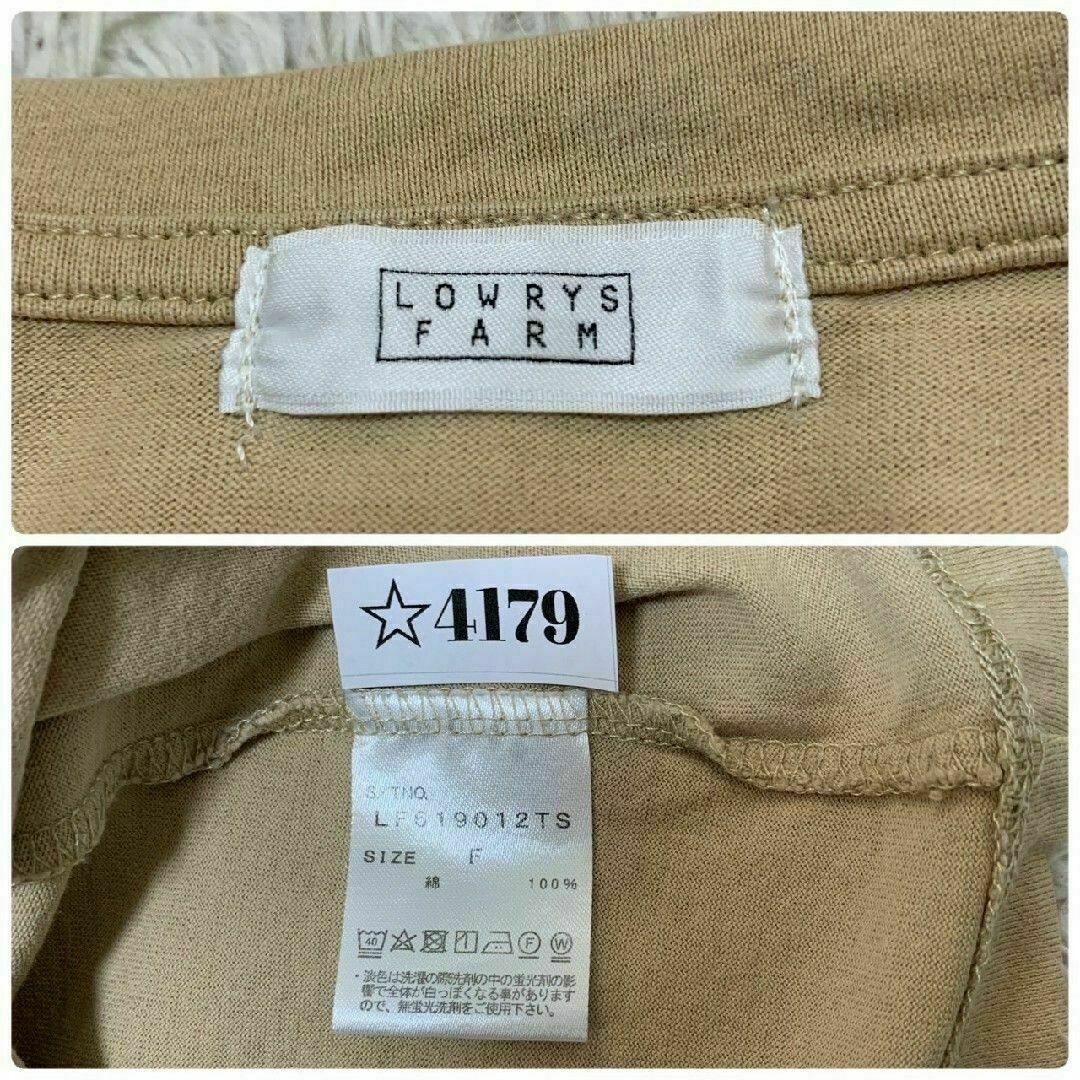 LOWRYS
FARM
☆4179
S/TNO.
LF619012TS
SIZE F
綿 100%
40
F W
・淡色は洗濯の際洗剤の中の蛍光剤の影
響で全体が白っぽくなる事があります
ので、無蛍光洗剤をご使用下さい。